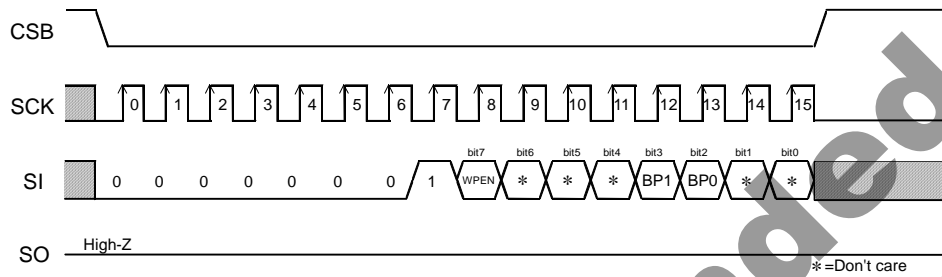 CSB
SCK 0 1 2 3 4 5 6 7 8 9 10 11 12 13 14 15
bit7 bit6 bit5 bit4 bit3 bit2 bit1 bit0
SI 0 0 0 0 0 0 0 1 WPEN * * * BP1 BP0 * *
High-Z
SO
*=Don't care
ded